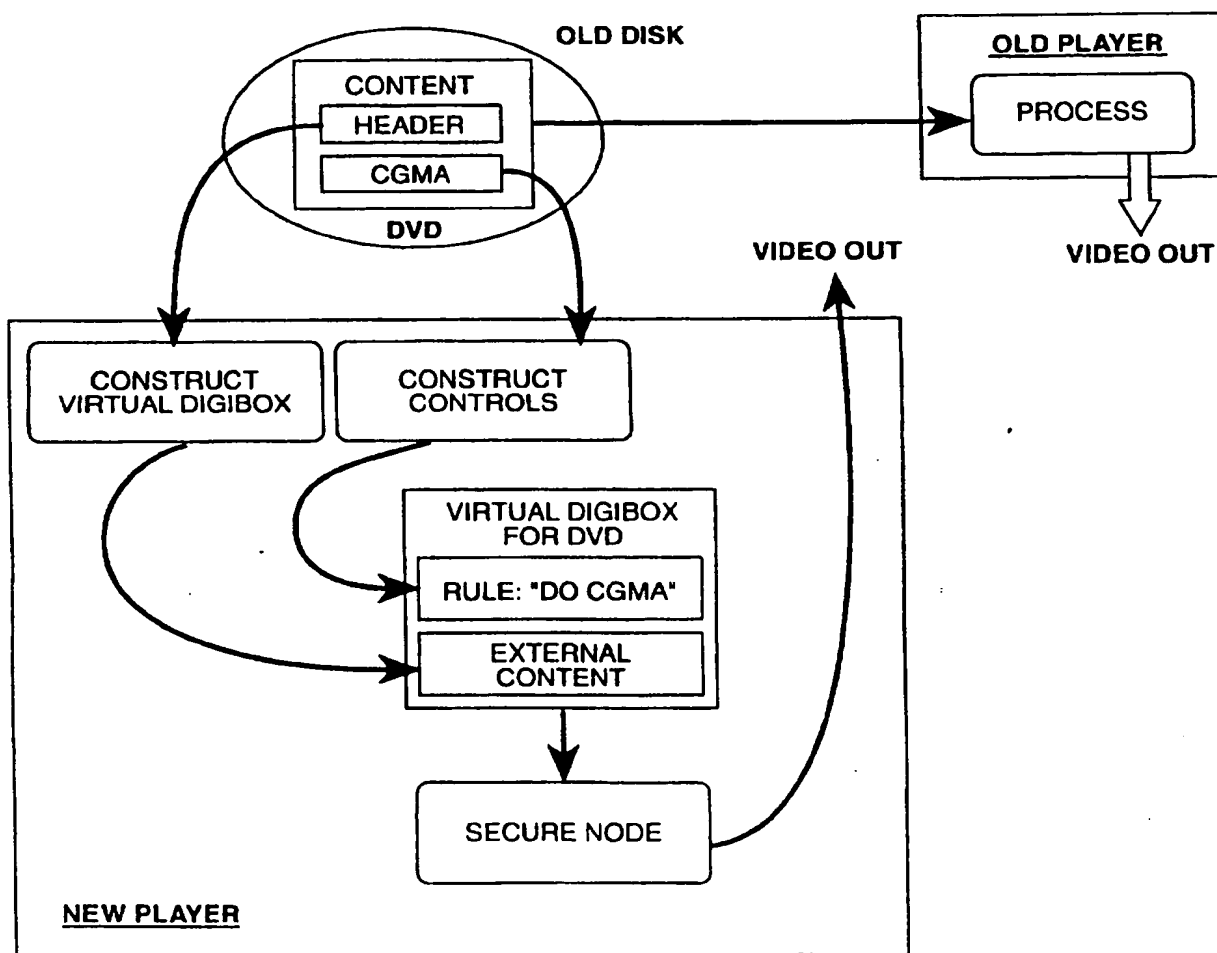 OLD DISK
CONTENT
HEADER
CGMA
DVD
OLD PLAYER
PROCESS
VIDEO OUT
VIDEO OUT
CONSTRUCT
VIRTUAL DIGIBOX
CONSTRUCT
CONTROLS
VIRTUAL DIGIBOX
FOR DVD
RULE: "DO CGMA"
EXTERNAL
CONTENT
SECURE NODE
NEW PLAYER